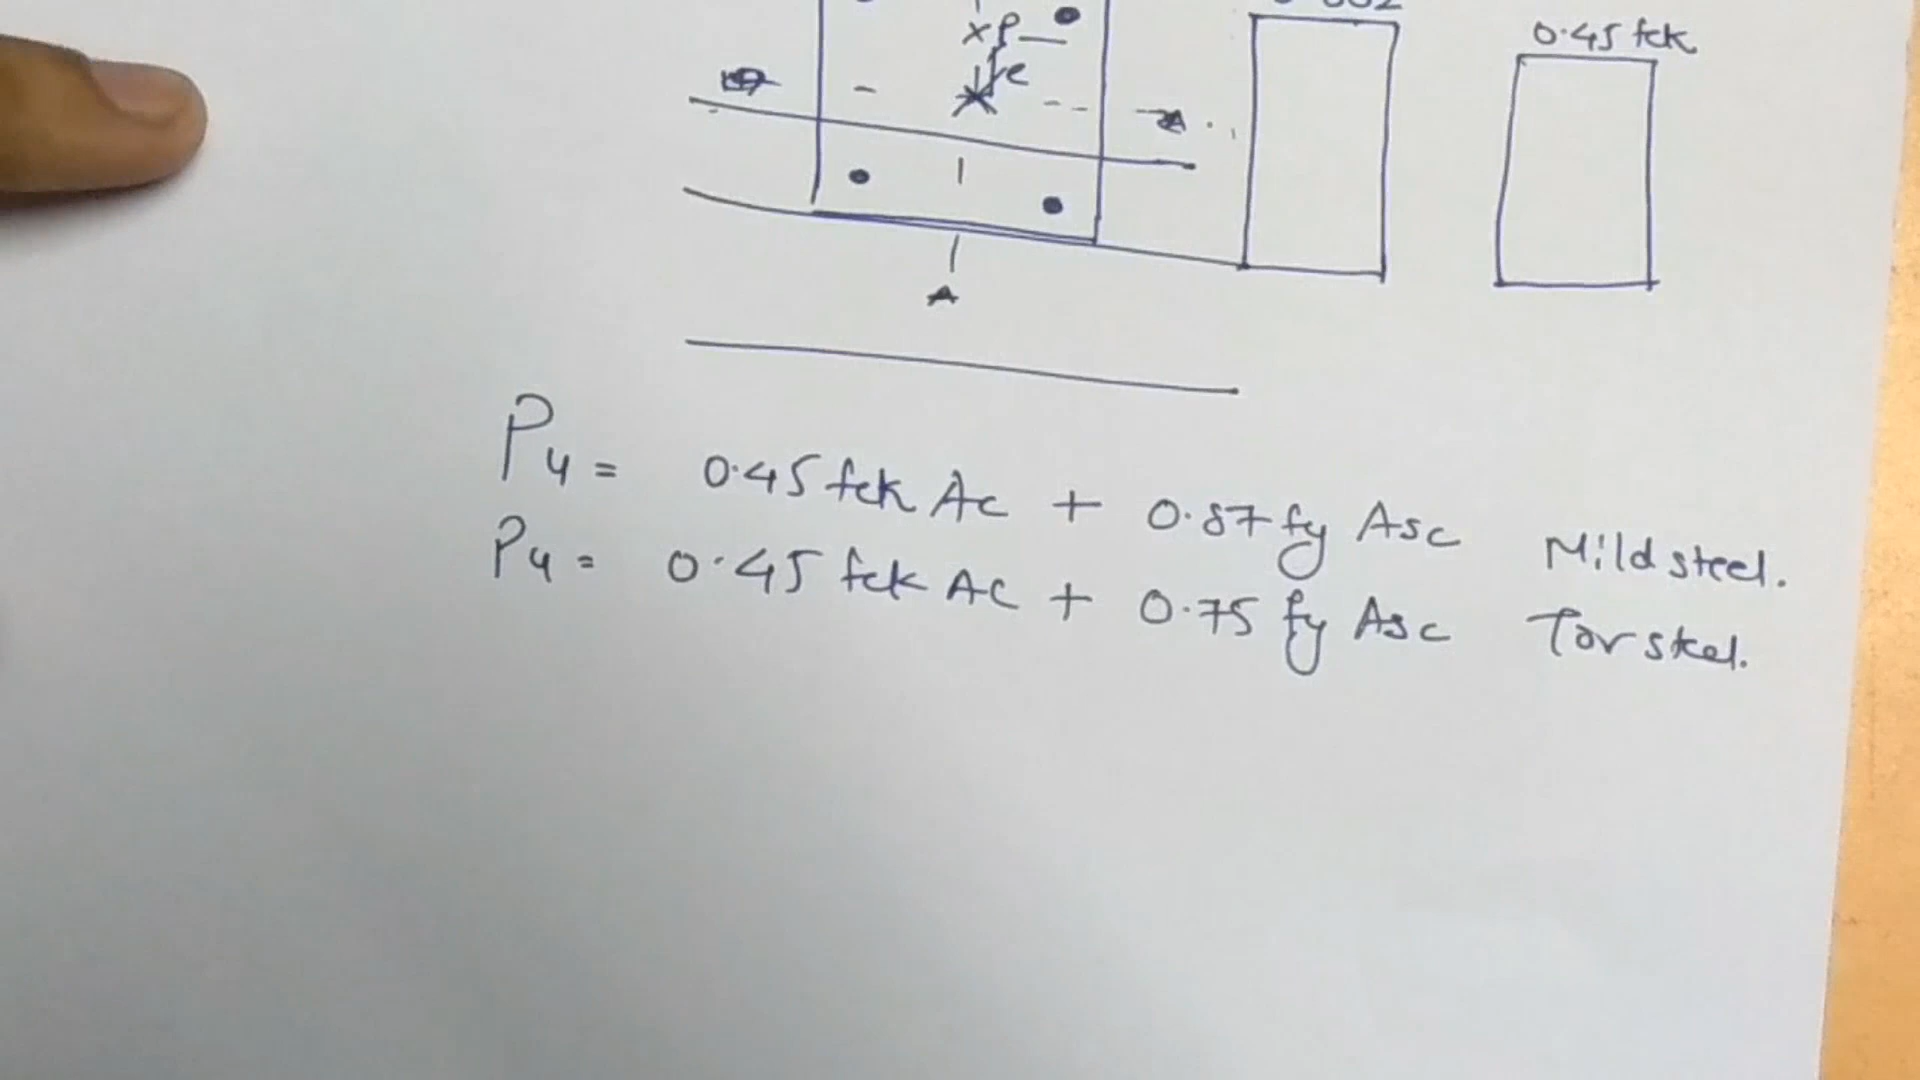 0.45 fck
P
e
A
Pu = 0.45 fck Ac + 0.87 fy Asc Mild steel.
Pu = 0.45 fck Ac + 0.75 fy Asc Tor steel.